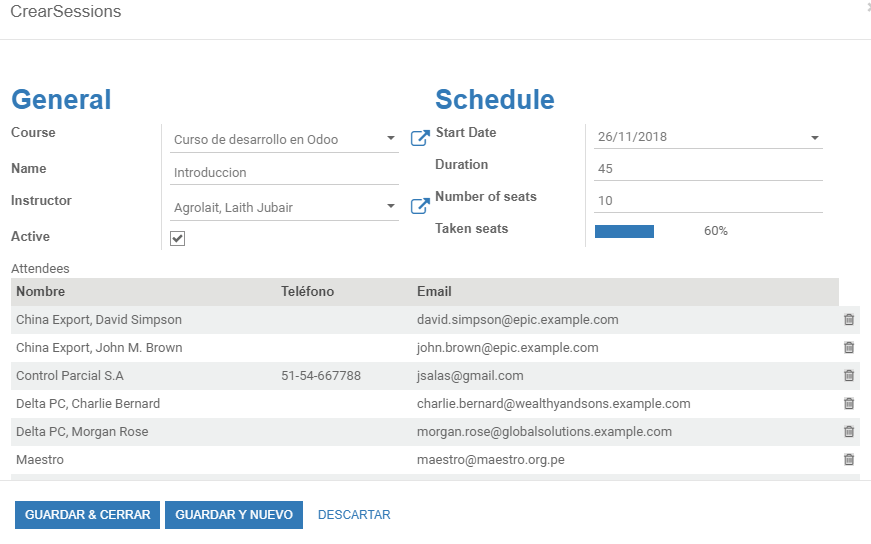 CrearSessions
General
Course
Curso de desarrollo en Odoo
Name
Introduccion
Instructor
Agrolait, Laith Jubair
Active
Schedule
Start Date
26/11/2018
Duration
45
Number of seats
10
Taken seats
60%
Attendees
Nombre Teléfono Email
China Export, David Simpson david.simpson@epic.example.com
China Export, John M. Brown john.brown@epic.example.com
Control Parcial S.A 51-54-667788 jsalas@gmail.com
Delta PC, Charlie Bernard charlie.bernard@wealthyandsons.example.com
Delta PC, Morgan Rose morgan.rose@globalsolutions.example.com
Maestro maestro@maestro.org.pe
GUARDAR & CERRAR GUARDAR Y NUEVO DESCARTAR